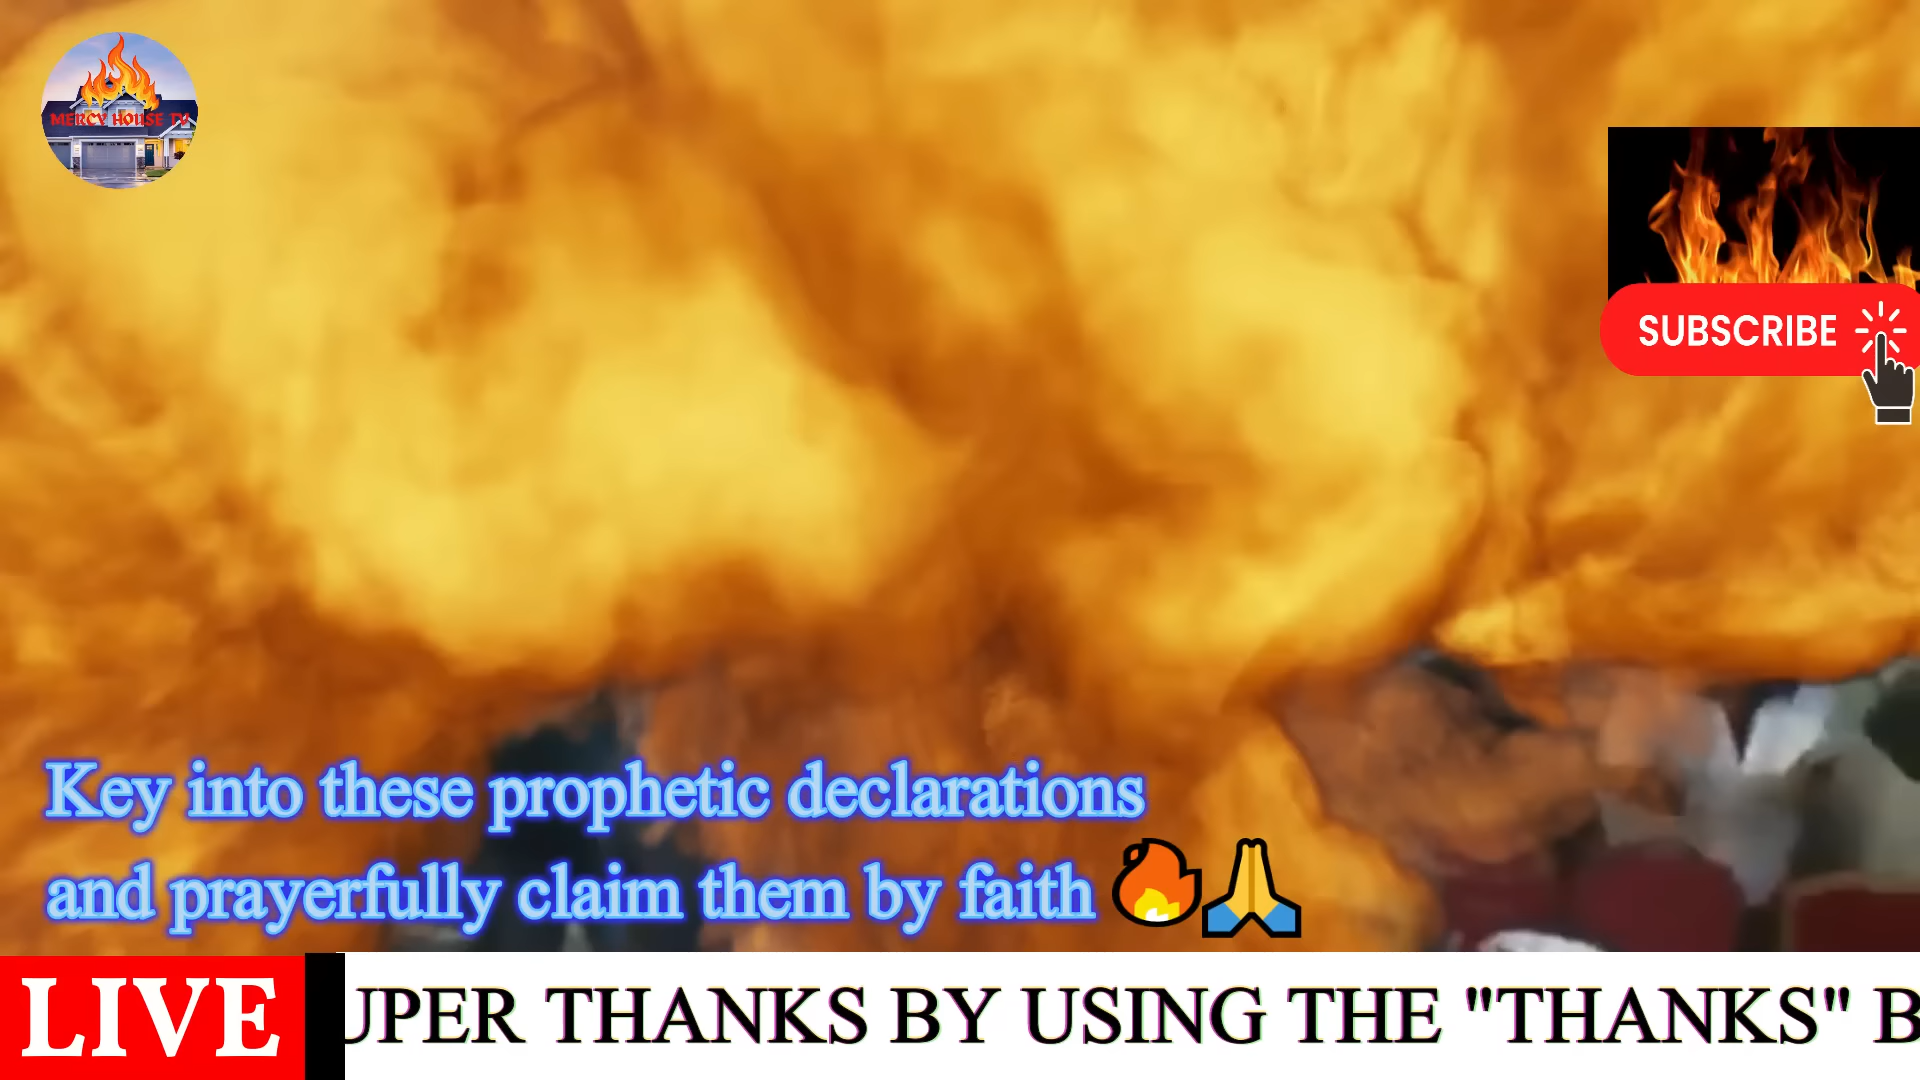 MERCY HOUSE TV
SUBSCRIBE
Key into these prophetic declarations
and prayerfully claim them by faith 🔥🙏
LIVE
UPER THANKS BY USING THE "THANKS" B